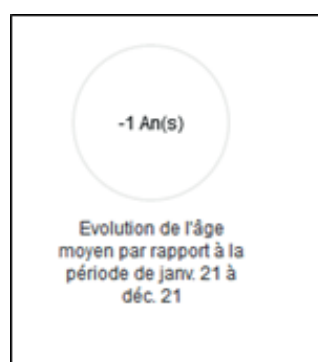 -1 An(s)
Evolution de l'âge
moyen par rapport à la
période de janv. 21 à
déc. 21